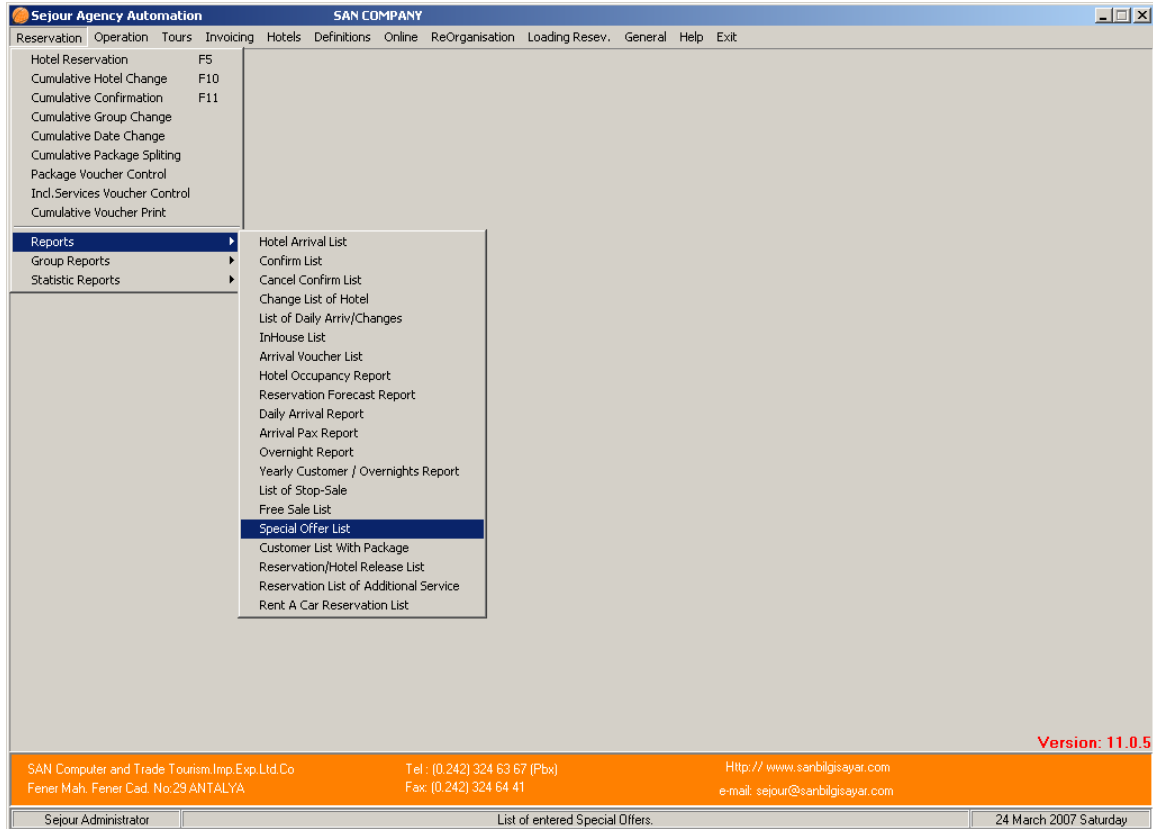 Sejour Agency Automation SAN COMPANY
Reservation Operation Tours Invoicing Hotels Definitions Online ReOrganisation Loading Resev. General Help Exit
Hotel Reservation F5
Cumulative Hotel Change F10
Cumulative Confirmation F11
Cumulative Group Change
Cumulative Date Change
Cumulative Package Spliting
Package Voucher Control
Incl.Services Voucher Control
Cumulative Voucher Print
Reports
Group Reports
Statistic Reports
Hotel Arrival List
Confirm List
Cancel Confirm List
Change List of Hotel
List of Daily Arriv/Changes
InHouse List
Arrival Voucher List
Hotel Occupancy Report
Reservation Forecast Report
Daily Arrival Report
Arrival Pax Report
Overnight Report
Yearly Customer / Overnights Report
List of Stop-Sale
Free Sale List
Special Offer List
Customer List With Package
Reservation/Hotel Release List
Reservation List of Additional Service
Rent A Car Reservation List
Version: 11.0.5
SAN Computer and Trade Tourism.Imp.Exp.Ltd.Co Tel : (0.242) 324 63 67 (Pbx) Http:// www.sanbilgisayar.com
Fener Mah. Fener Cad. No:29 ANTALYA Fax: (0.242) 324 64 41 e-mail: sejour@sanbilgisayar.com
Sejour Administrator List of entered Special Offers. 24 March 2007 Saturday